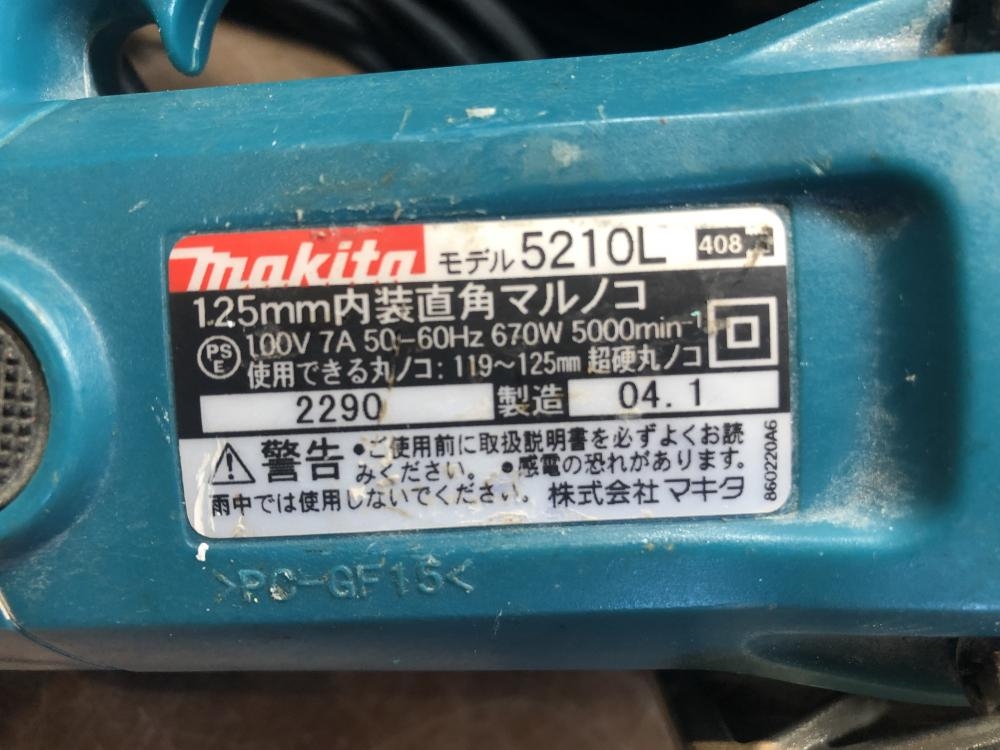 makita モデル 5210L 408
125mm内装直角マルノコ
PSE 100V 7A 50-60Hz 670W 5000min⁻¹
使用できる丸ノコ: 119～125mm 超硬丸ノコ
2290 製造 04.1
警告 •ご使用前に取扱説明書を必ずよくお読
みください。 •感電の恐れがあります。
雨中では使用しないでください。 株式会社 マキタ
860220A6
>PC-GF15<